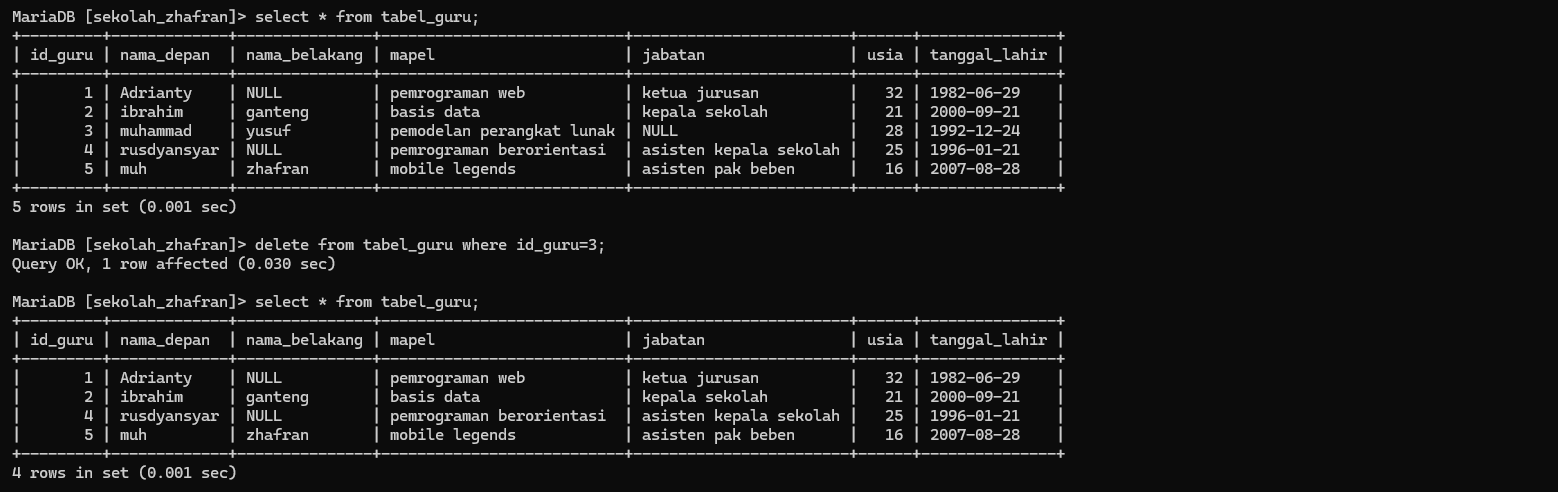 MariaDB [sekolah_zhafran]> select * from tabel_guru;
+---------+-------------+---------------+---------------------------+------------------------+------+---------------+
| id_guru | nama_depan  | nama_belakang | mapel                     | jabatan                | usia | tanggal_lahir |
+---------+-------------+---------------+---------------------------+------------------------+------+---------------+
|       1 | Adrianty    | NULL          | pemrograman web           | ketua jurusan          |   32 | 1982-06-29    |
|       2 | ibrahim     | ganteng       | basis data                | kepala sekolah         |   21 | 2000-09-21    |
|       3 | muhammad    | yusuf         | pemodelan perangkat lunak | NULL                   |   28 | 1992-12-24    |
|       4 | rusdyansyar | NULL          | pemrograman berorientasi  | asisten kepala sekolah |   25 | 1996-01-21    |
|       5 | muh         | zhafran       | mobile legends            | asisten pak beben      |   16 | 2007-08-28    |
+---------+-------------+---------------+---------------------------+------------------------+------+---------------+
5 rows in set (0.001 sec)
MariaDB [sekolah_zhafran]> delete from tabel_guru where id_guru=3;
Query OK, 1 row affected (0.030 sec)
MariaDB [sekolah_zhafran]> select * from tabel_guru;
+---------+-------------+---------------+---------------------------+------------------------+------+---------------+
| id_guru | nama_depan  | nama_belakang | mapel                     | jabatan                | usia | tanggal_lahir |
+---------+-------------+---------------+---------------------------+------------------------+------+---------------+
|       1 | Adrianty    | NULL          | pemrograman web           | ketua jurusan          |   32 | 1982-06-29    |
|       2 | ibrahim     | ganteng       | basis data                | kepala sekolah         |   21 | 2000-09-21    |
|       4 | rusdyansyar | NULL          | pemrograman berorientasi  | asisten kepala sekolah |   25 | 1996-01-21    |
|       5 | muh         | zhafran       | mobile legends            | asisten pak beben      |   16 | 2007-08-28    |
+---------+-------------+---------------+---------------------------+------------------------+------+---------------+
4 rows in set (0.001 sec)